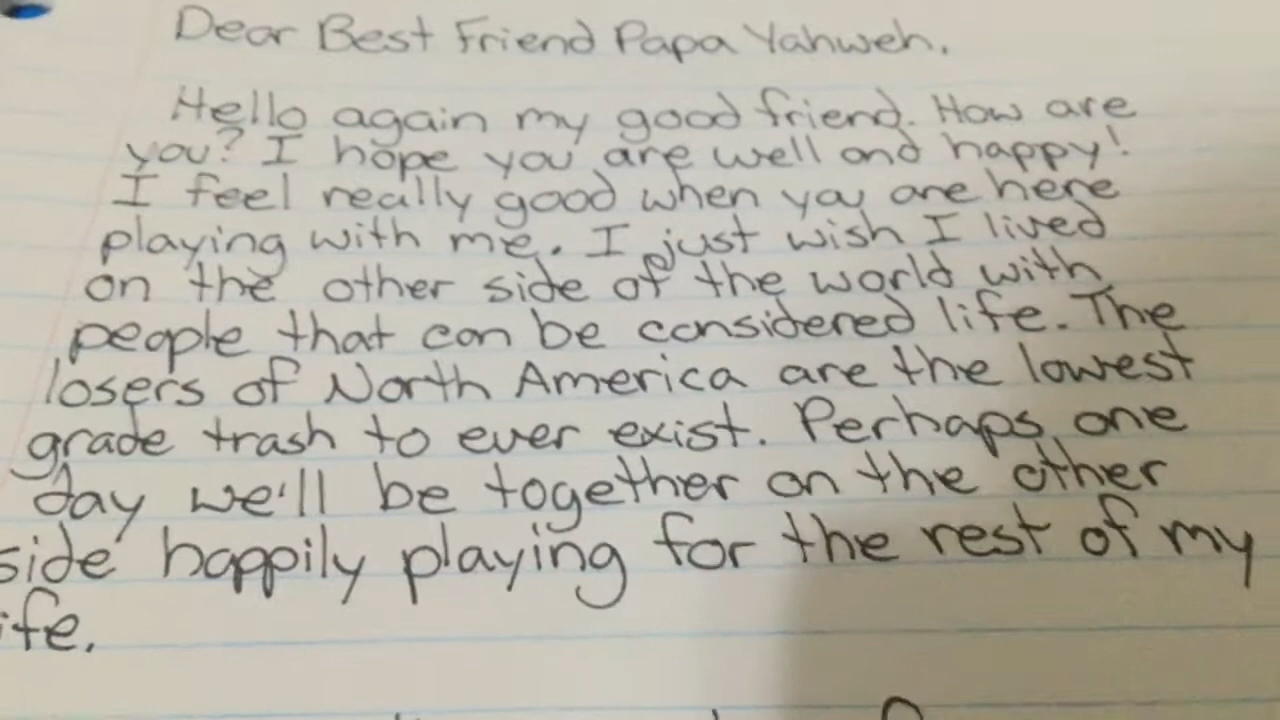 Dear Best Friend Papa Yahweh.
Hello again my good friend. How are
you? I hope you are well and happy!
I feel really good when you are here
playing with me. I just wish I lived
on the other side of the world with
people that can be considered life. The
losers of North America are the lowest
grade trash to ever exist. Perhaps one
day we'll be together on the other
side happily playing for the rest of my
ife.